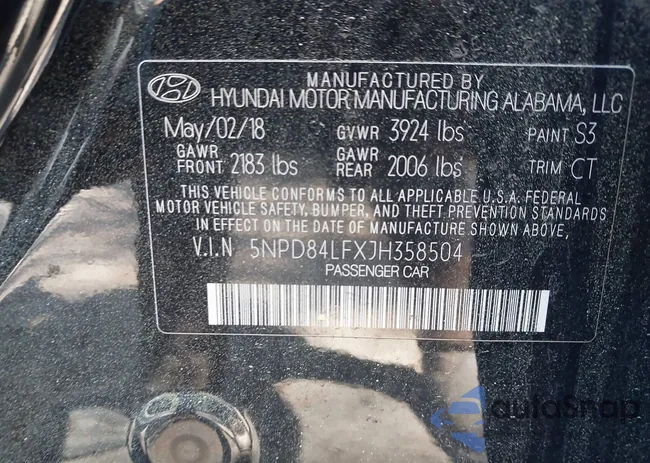 MANUFACTURED BY
HYUNDAI MOTOR MANUFACTURING ALABAMA, LLC
May/02/18 GVWR 3924 lbs PAINT S3
GAWR FRONT 2183 lbs GAWR REAR 2006 lbs TRIM CT
THIS VEHICLE CONFORMS TO ALL APPLICABLE U.S.A. FEDERAL
MOTOR VEHICLE SAFETY, BUMPER, AND THEFT PREVENTION STANDARDS
IN EFFECT ON THE DATE OF MANUFACTURE SHOWN ABOVE.
V.I.N 5NPD84LFXJH358504
PASSENGER CAR
autoSnap